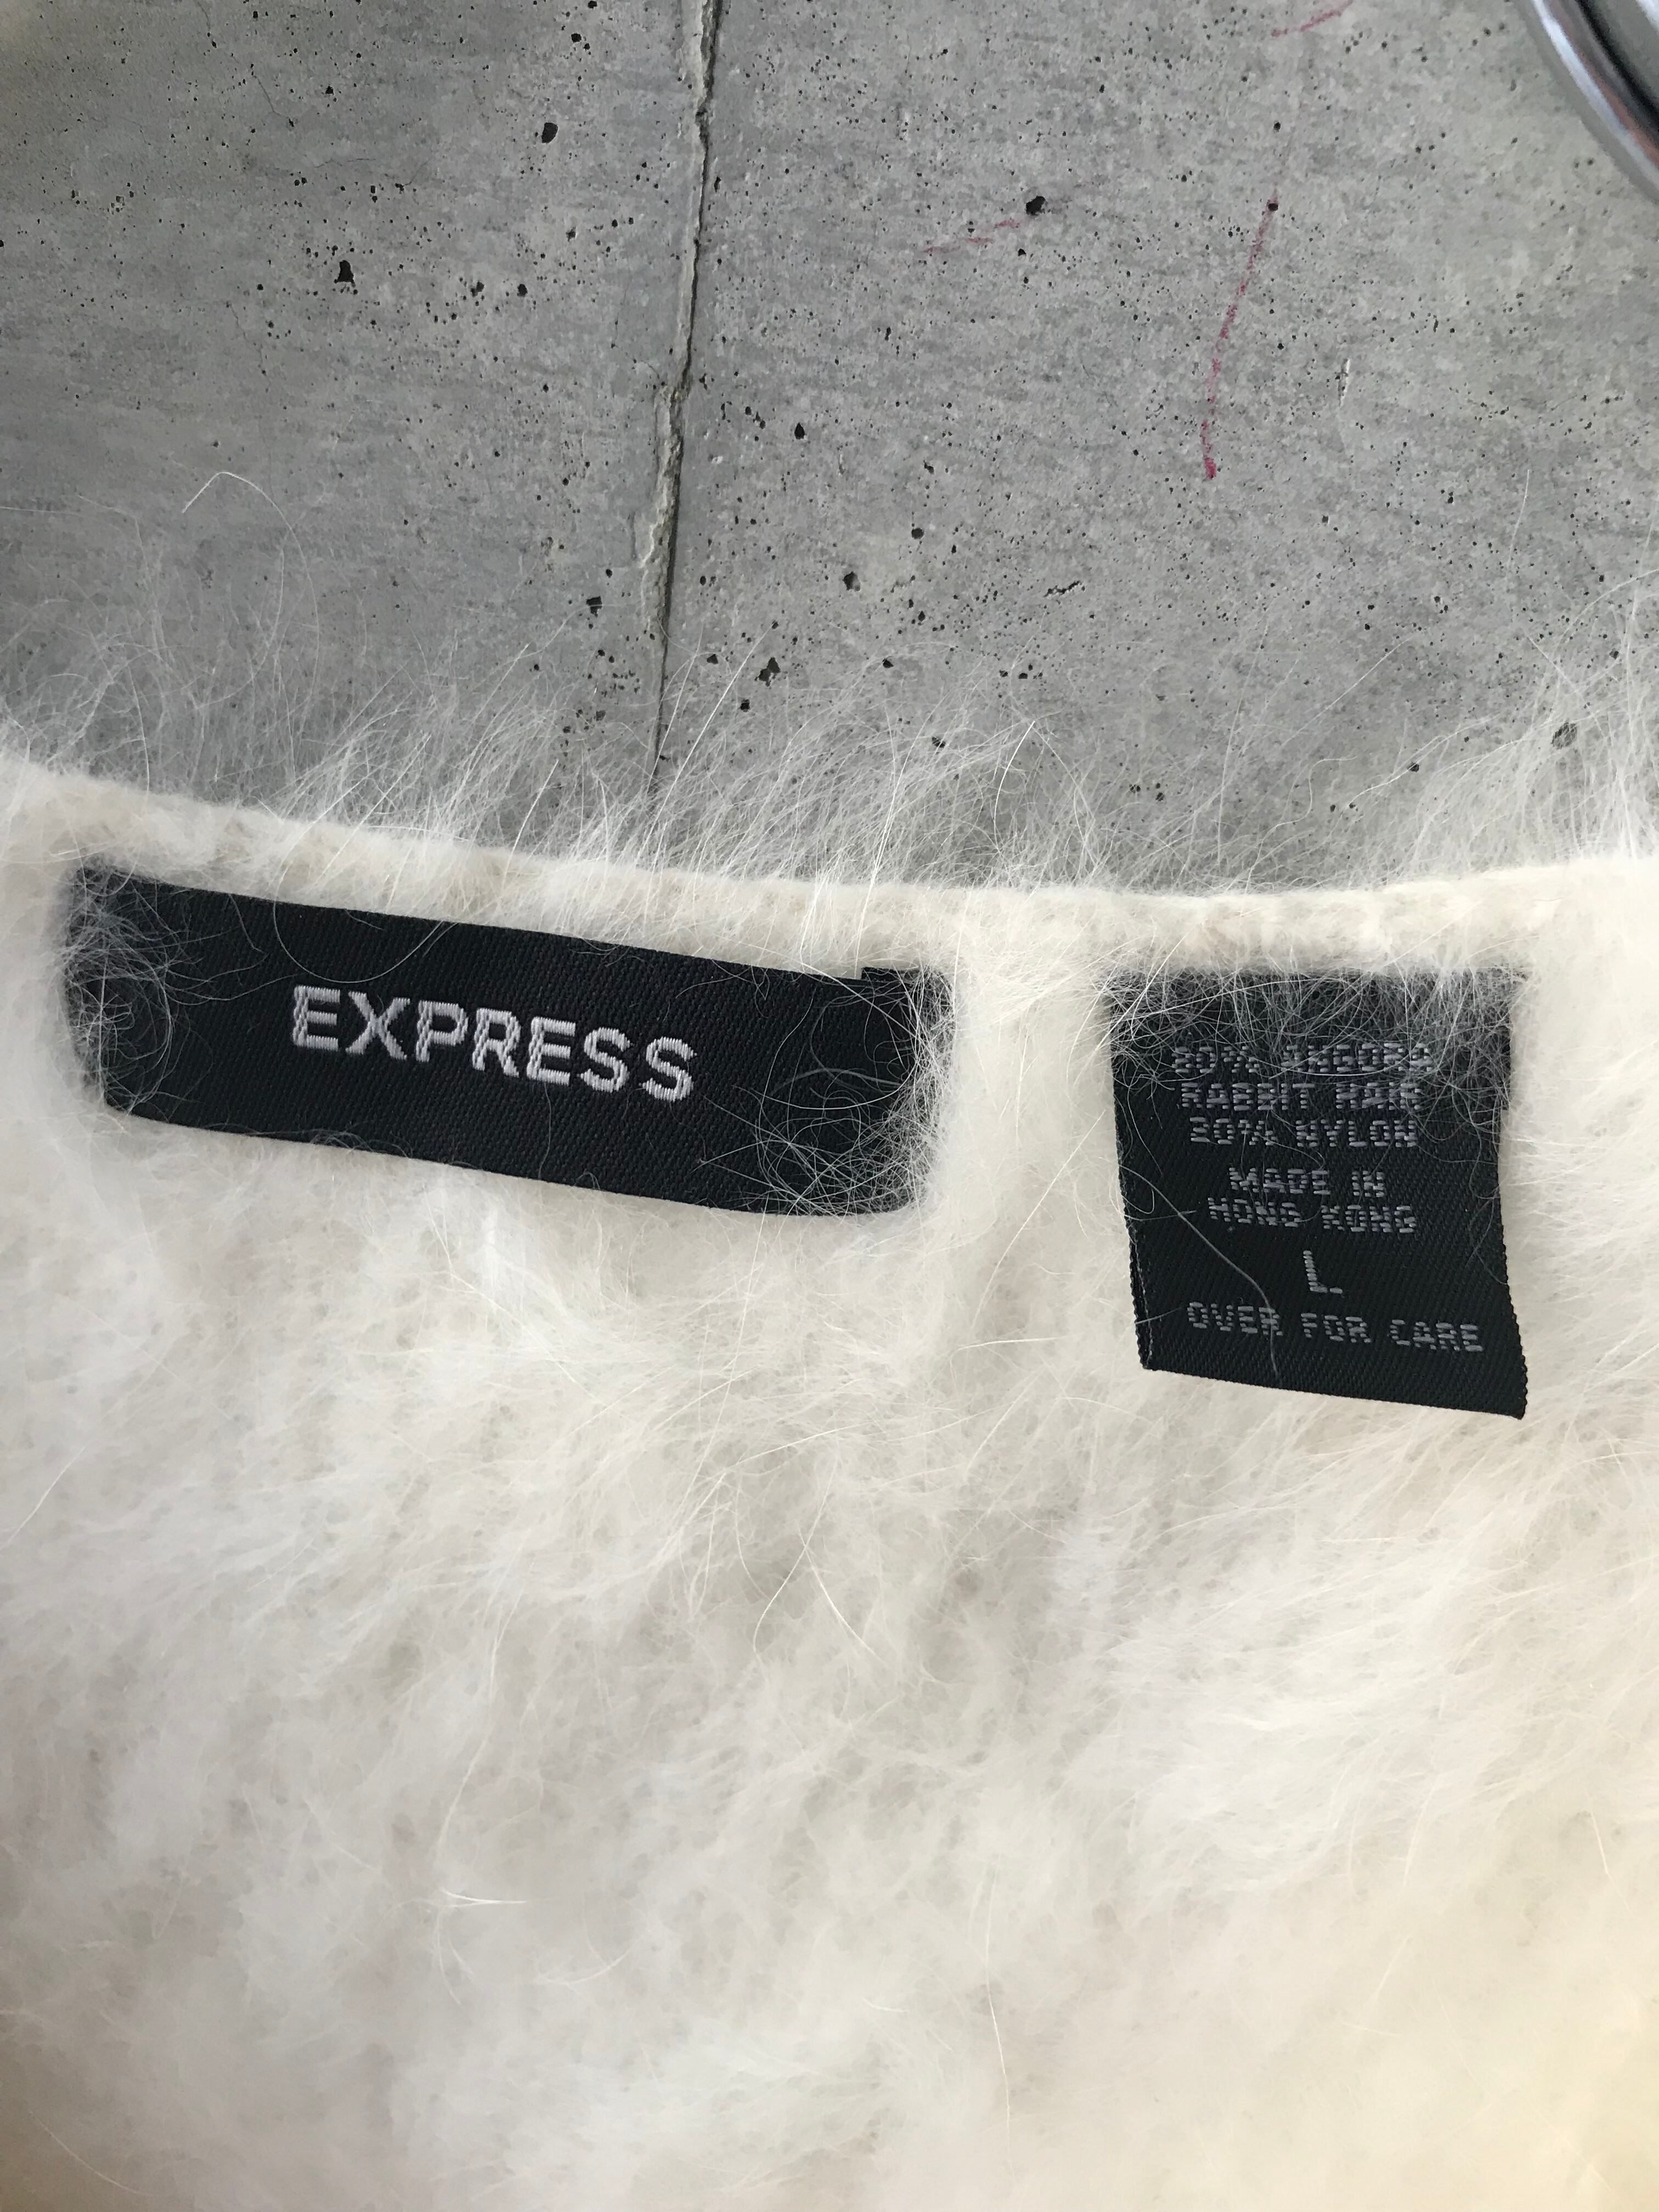 EXPRESS
80% ANGORA
RABBIT HAIR
20% NYLON
MADE IN
HONG KONG
L
OVER FOR CARE